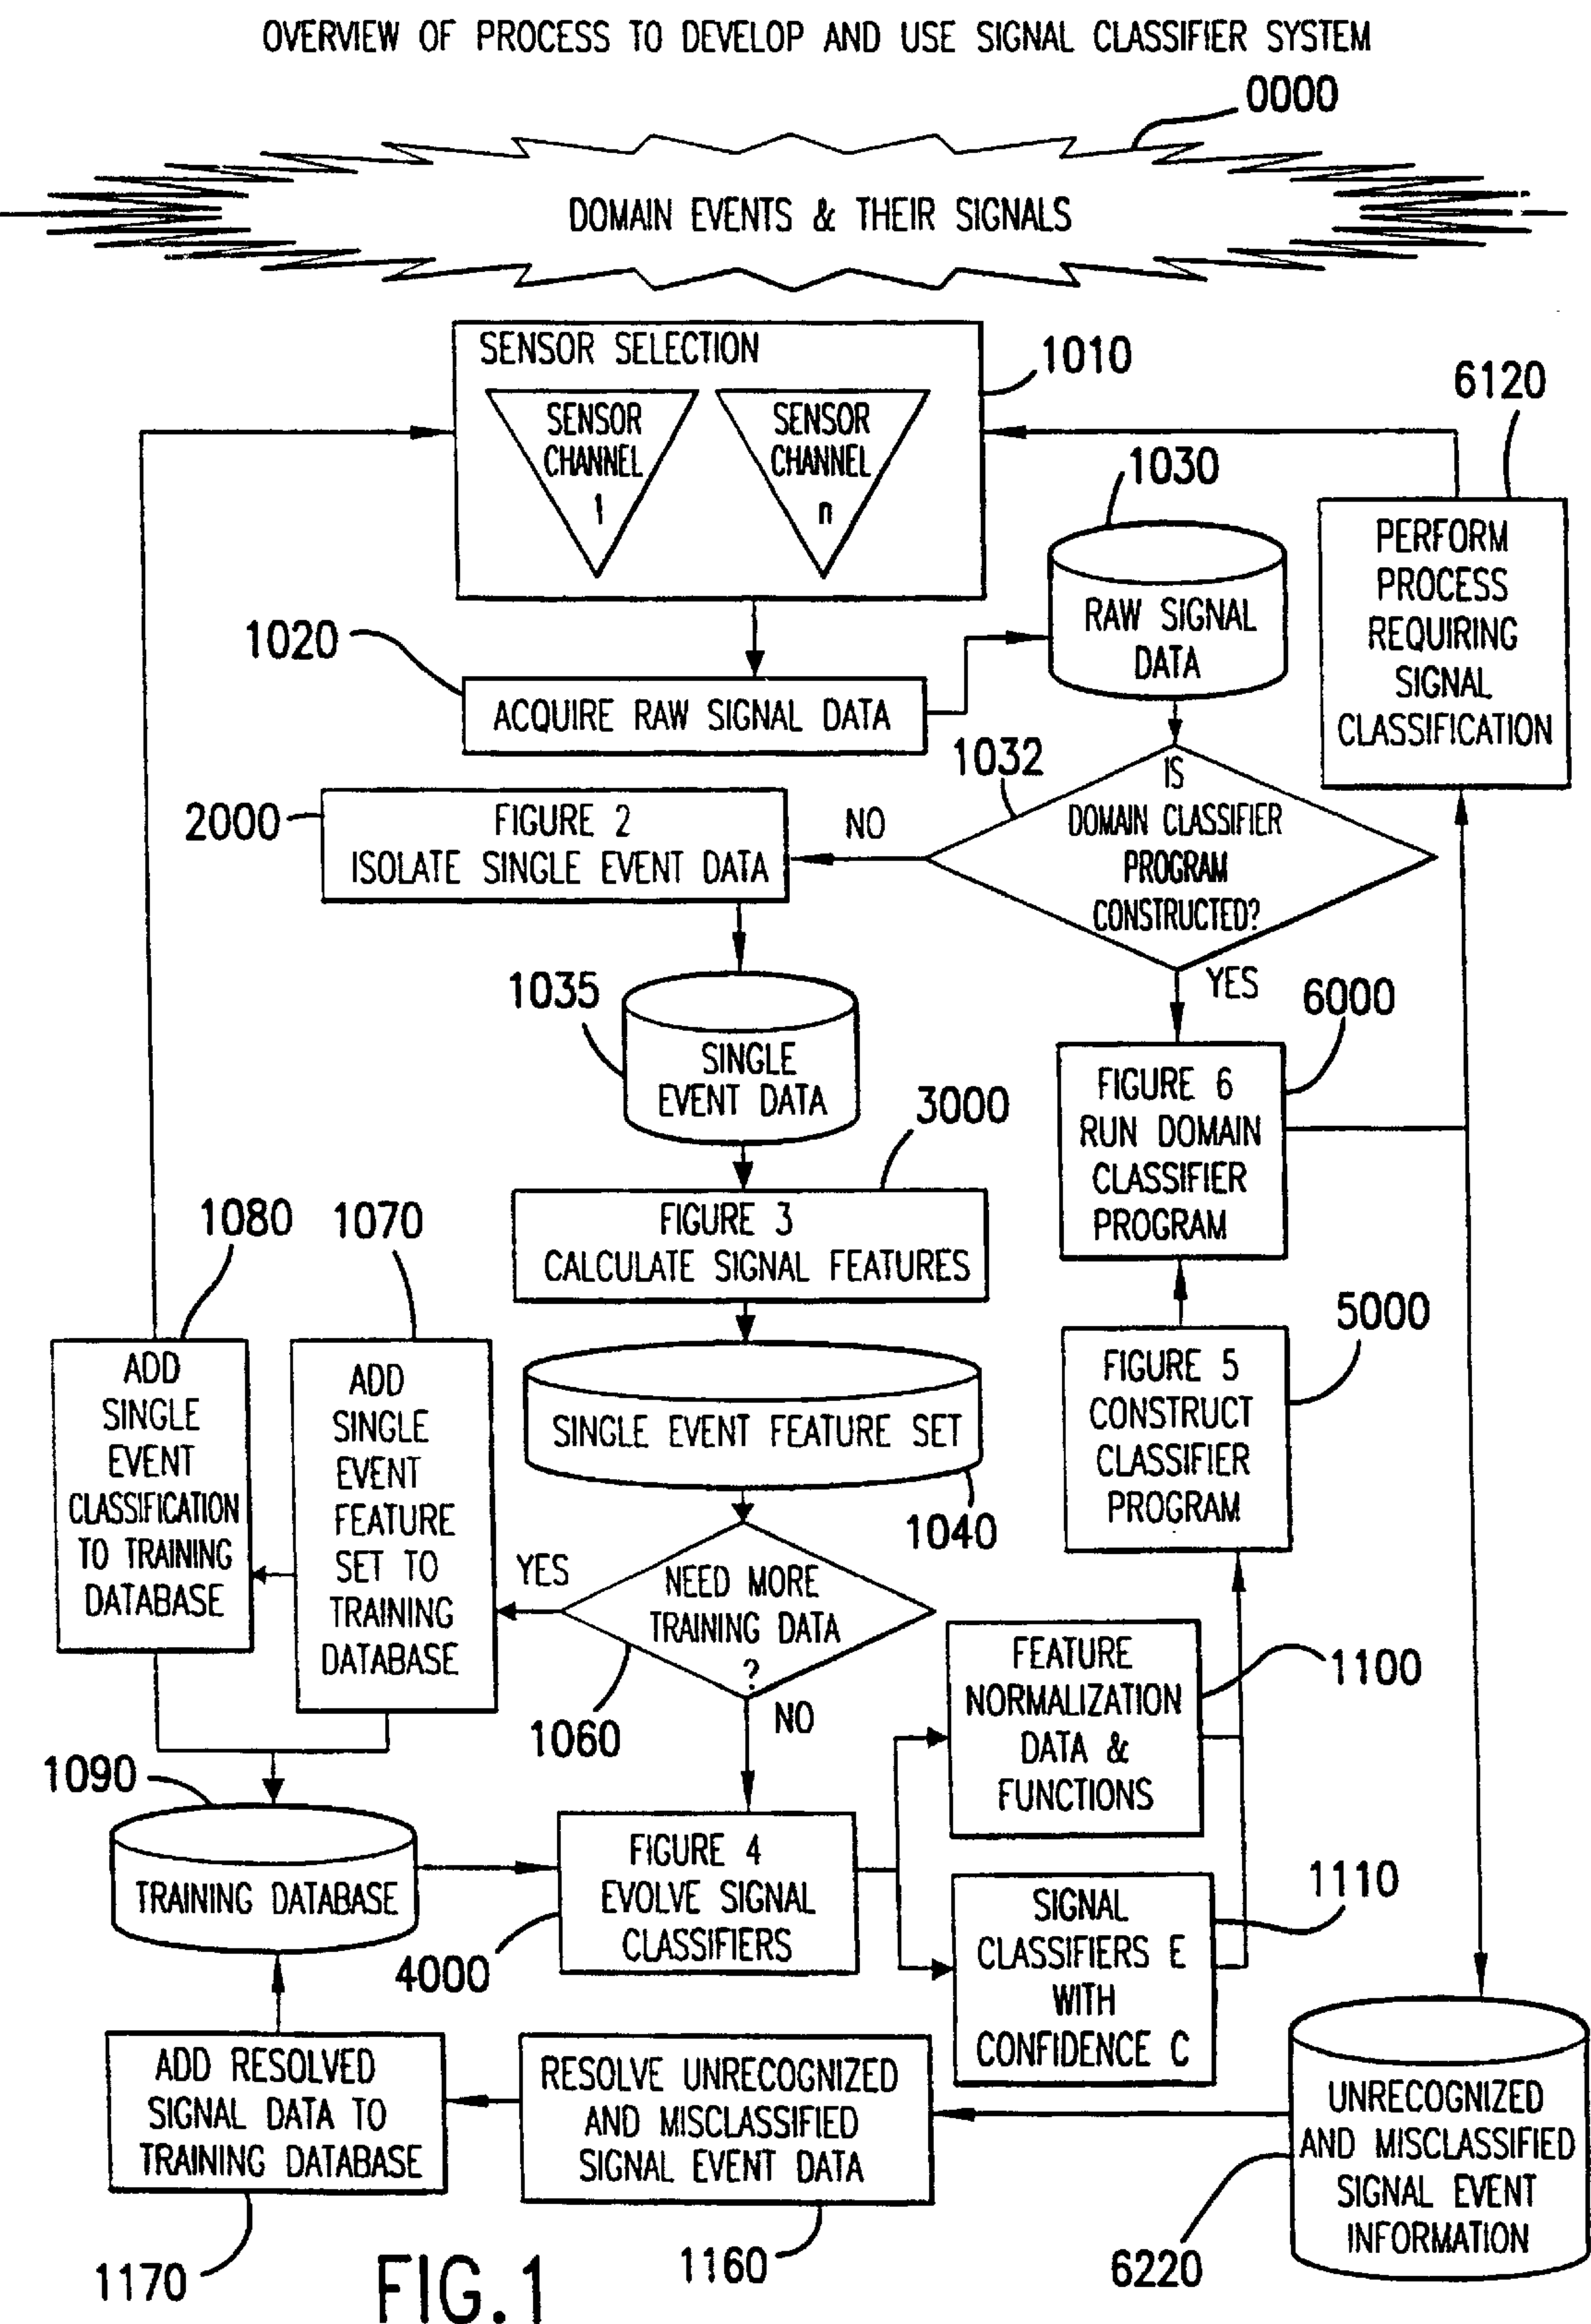 OVERVIEW OF PROCESS TO DEVELOP AND USE SIGNAL CLASSIFIER SYSTEM
0000
DOMAIN EVENTS & THEIR SIGNALS
SENSOR SELECTION
1010
SENSOR
CHANNEL
1
SENSOR
CHANNEL
n
6120
PERFORM
PROCESS
REQUIRING
SIGNAL
CLASSIFICATION
1030
RAW SIGNAL
DATA
1020
ACQUIRE RAW SIGNAL DATA
1032
IS
DOMAIN CLASSIFIER
PROGRAM
CONSTRUCTED?
NO
YES
2000
FIGURE 2
ISOLATE SINGLE EVENT DATA
1035
SINGLE
EVENT DATA
6000
FIGURE 6
RUN DOMAIN
CLASSIFIER
PROGRAM
3000
FIGURE 3
CALCULATE SIGNAL FEATURES
1080
ADD
SINGLE
EVENT
CLASSIFICATION
TO TRAINING
DATABASE
1070
ADD
SINGLE
EVENT
FEATURE
SET TO
TRAINING
DATABASE
5000
FIGURE 5
CONSTRUCT
CLASSIFIER
PROGRAM
SINGLE EVENT FEATURE SET
1040
YES
NEED MORE
TRAINING DATA
?
1060
NO
FEATURE
NORMALIZATION
DATA &
FUNCTIONS
1100
1090
TRAINING DATABASE
FIGURE 4
EVOLVE SIGNAL
CLASSIFIERS
4000
SIGNAL
CLASSIFIERS E
WITH
CONFIDENCE C
1110
ADD RESOLVED
SIGNAL DATA TO
TRAINING DATABASE
1170
RESOLVE UNRECOGNIZED
AND MISCLASSIFIED
SIGNAL EVENT DATA
1160
UNRECOGNIZED
AND MISCLASSIFIED
SIGNAL EVENT
INFORMATION
6220
FIG.1